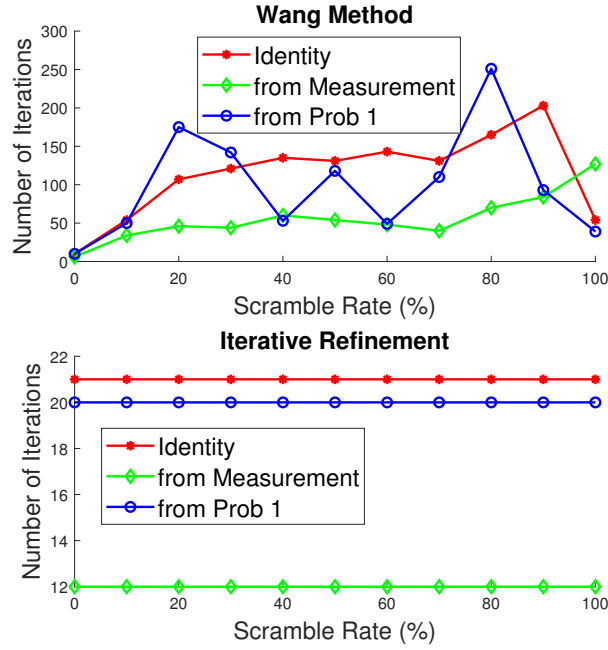 Wang Method
Number of Iterations
300
250
200
150
100
50
0
Identity
from Measurement
from Prob 1
0 20 40 60 80 100
Scramble Rate (%)
Iterative Refinement
Number of Iterations
22
20
18
16
14
12
Identity
from Measurement
from Prob 1
0 20 40 60 80 100
Scramble Rate (%)